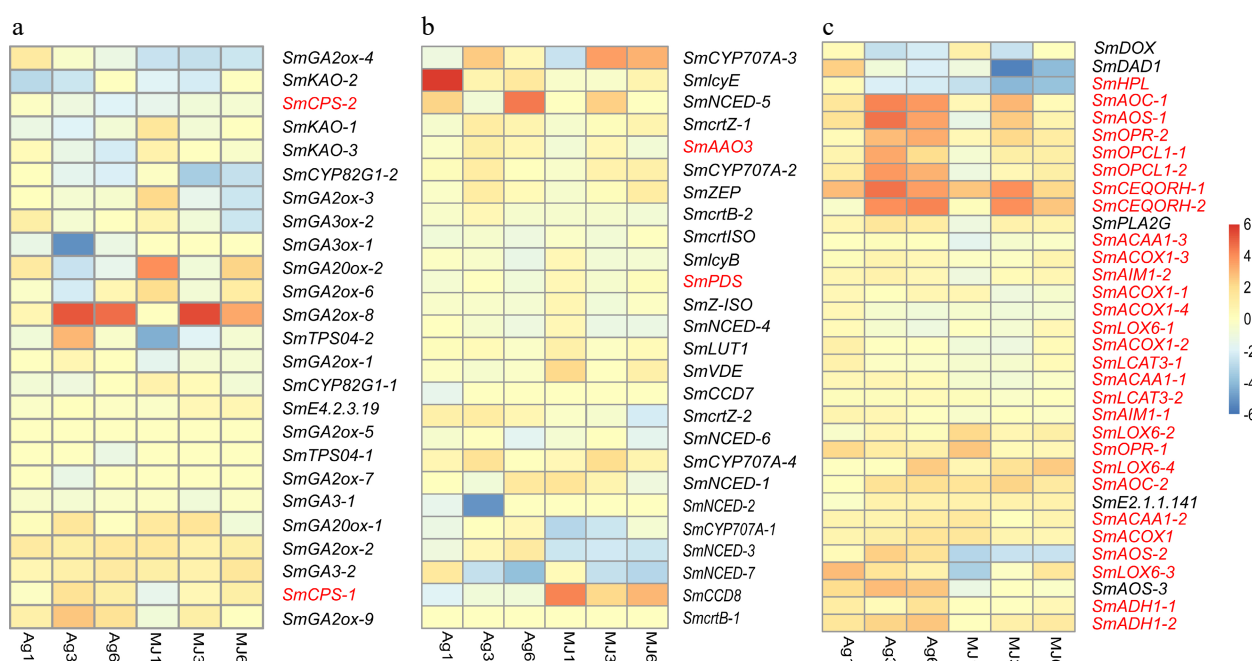 a
SmGA2ox-4
SmKAO-2
SmCPS-2
SmKAO-1
SmKAO-3
SmCYP82G1-2
SmGA2ox-3
SmGA3ox-2
SmGA3ox-1
SmGA20ox-2
SmGA2ox-6
SmGA2ox-8
SmTPS04-2
SmGA2ox-1
SmCYP82G1-1
SmE4.2.3.19
SmGA2ox-5
SmTPS04-1
SmGA2ox-7
SmGA3-1
SmGA20ox-1
SmGA2ox-2
SmGA3-2
SmCPS-1
SmGA2ox-9
Ag1 Ag3 Ag6 MJ1 MJ3 MJ6
b
SmCYP707A-3
SmlcyE
SmNCED-5
SmcrtZ-1
SmAAO3
SmCYP707A-2
SmZEP
SmcrtB-2
SmcrtISO
SmlcyB
SmPDS
SmZ-ISO
SmNCED-4
SmLUT1
SmVDE
SmCCD7
SmcrtZ-2
SmNCED-6
SmCYP707A-4
SmNCED-1
SmNCED-2
SmCYP707A-1
SmNCED-3
SmNCED-7
SmCCD8
SmcrtB-1
Ag1 Ag3 Ag6 MJ1 MJ3 MJ6
c
SmDOX
SmDAD1
SmHPL
SmAOC-1
SmAOS-1
SmOPR-2
SmOPCL1-1
SmOPCL1-2
SmCEQORH-1
SmCEQORH-2
SmPLA2G
SmACAA1-3
SmACOX1-3
SmAIM1-2
SmACOX1-1
SmACOX1-4
SmLOX6-1
SmACOX1-2
SmLCAT3-1
SmACAA1-1
SmLCAT3-2
SmAIM1-1
SmLOX6-2
SmOPR-1
SmLOX6-4
SmAOC-2
SmE2.1.1.141
SmACAA1-2
SmACOX1
SmAOS-2
SmLOX6-3
SmAOS-3
SmADH1-1
SmADH1-2
6
4
2
0
-2
-4
-6